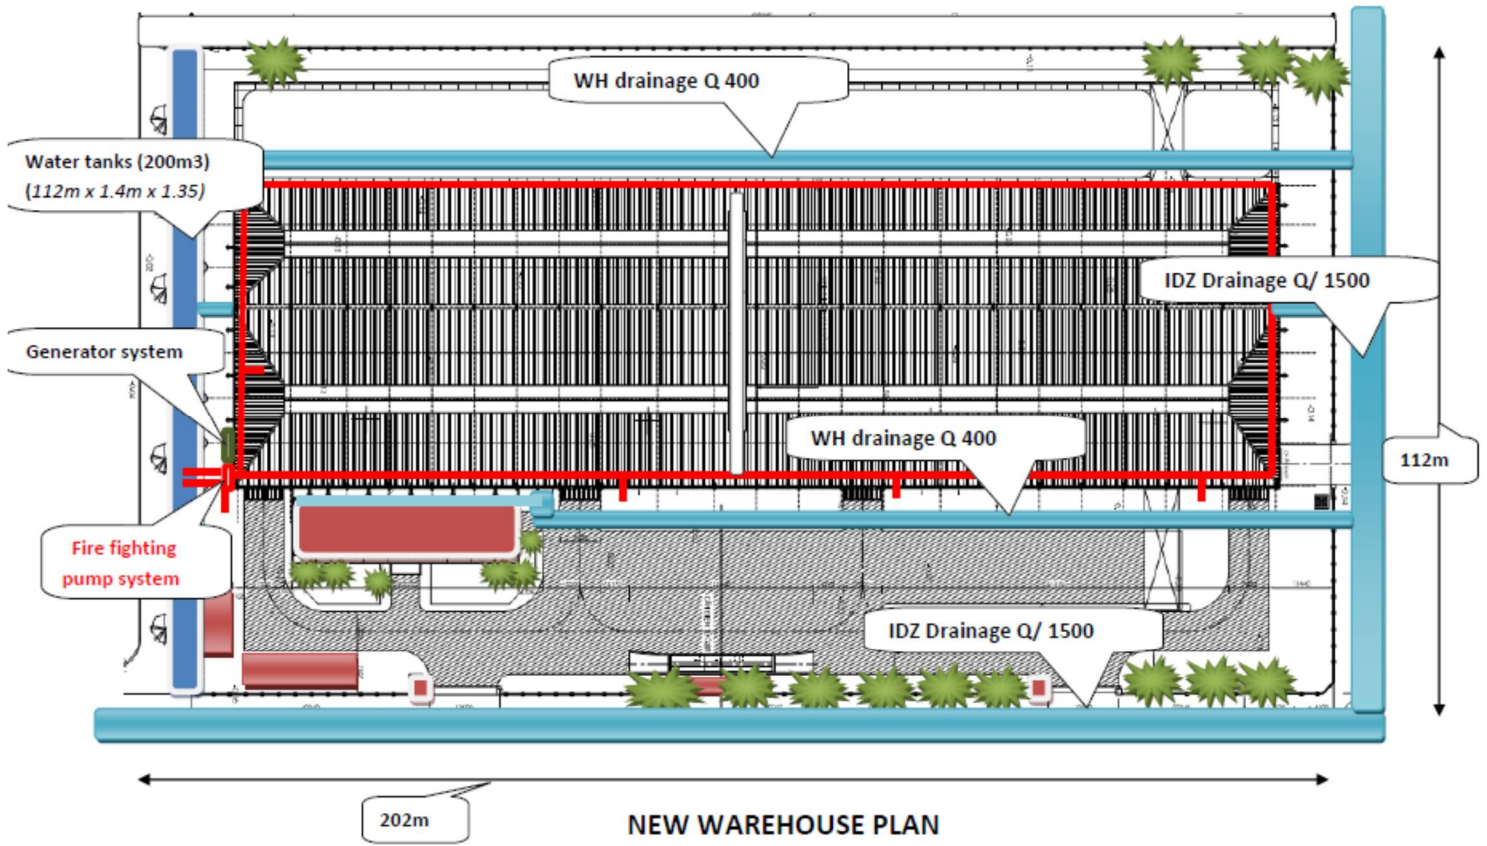 WH drainage Q 400
Water tanks (200m3)
(112m x 1.4m x 1.35)
IDZ Drainage Q/ 1500
Generator system
WH drainage Q 400
112m
Fire fighting
pump system
IDZ Drainage Q/ 1500
202m
NEW WAREHOUSE PLAN